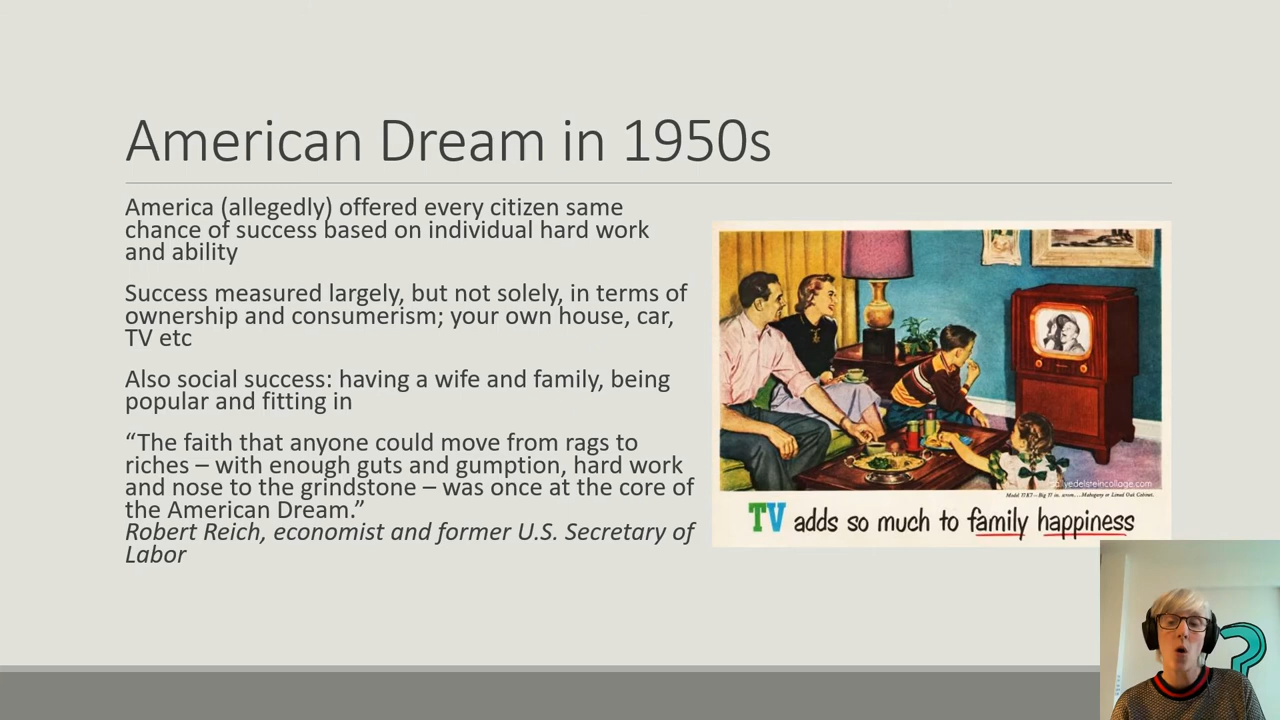 American Dream in 1950s
America (allegedly) offered every citizen same
chance of success based on individual hard work
and ability
Success measured largely, but not solely, in terms of
ownership and consumerism; your own house, car,
TV etc
Also social success: having a wife and family, being
popular and fitting in
“The faith that anyone could move from rags to
riches – with enough guts and gumption, hard work
and nose to the grindstone – was once at the core of
the American Dream.”
Robert Reich, economist and former U.S. Secretary of
Labor
sallyedelsteincollage.com
TV adds so much to family happiness
?